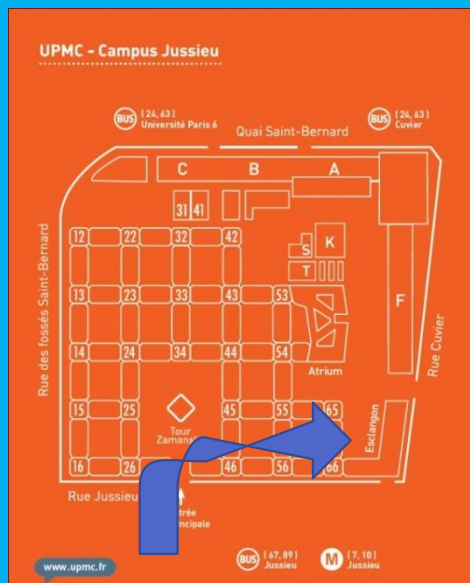 UPMC - Campus Jussieu
BUS (24, 63) Université Paris 6
BUS (24, 63) Cuvier
Quai Saint-Bernard
C B A
31 41
12 22 32 42
S K
T
13 23 33 43 53
F
14 24 34 44 54
Atrium
Rue des fossés Saint-Bernard
Rue Cuvier
15 25 45 55 65
Tour
Esclangon
16 26 46 56 66
Rue Jussieu
www.upmc.fr
BUS (67, 89) Jussieu
M (7, 10) Jussieu